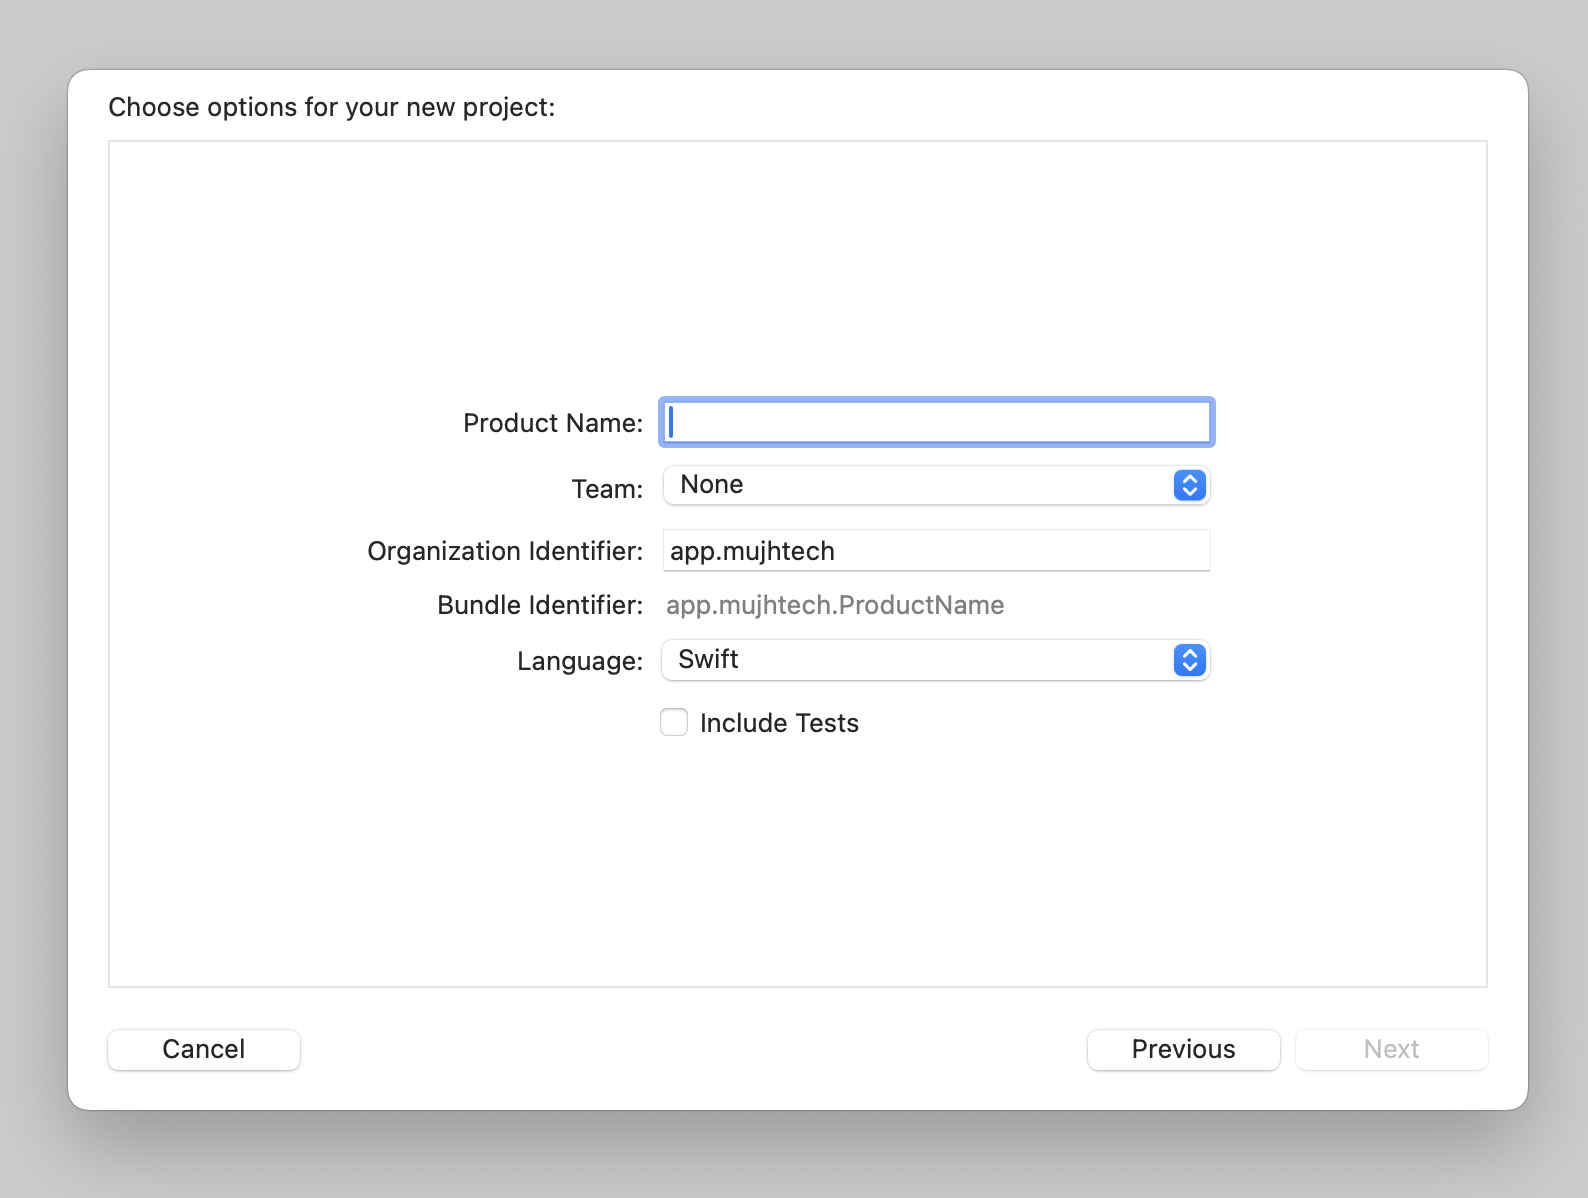 Choose options for your new project:
Product Name:
Team: None
Organization Identifier: app.mujhtech
Bundle Identifier: app.mujhtech.ProductName
Language: Swift
Include Tests
Cancel Previous Next